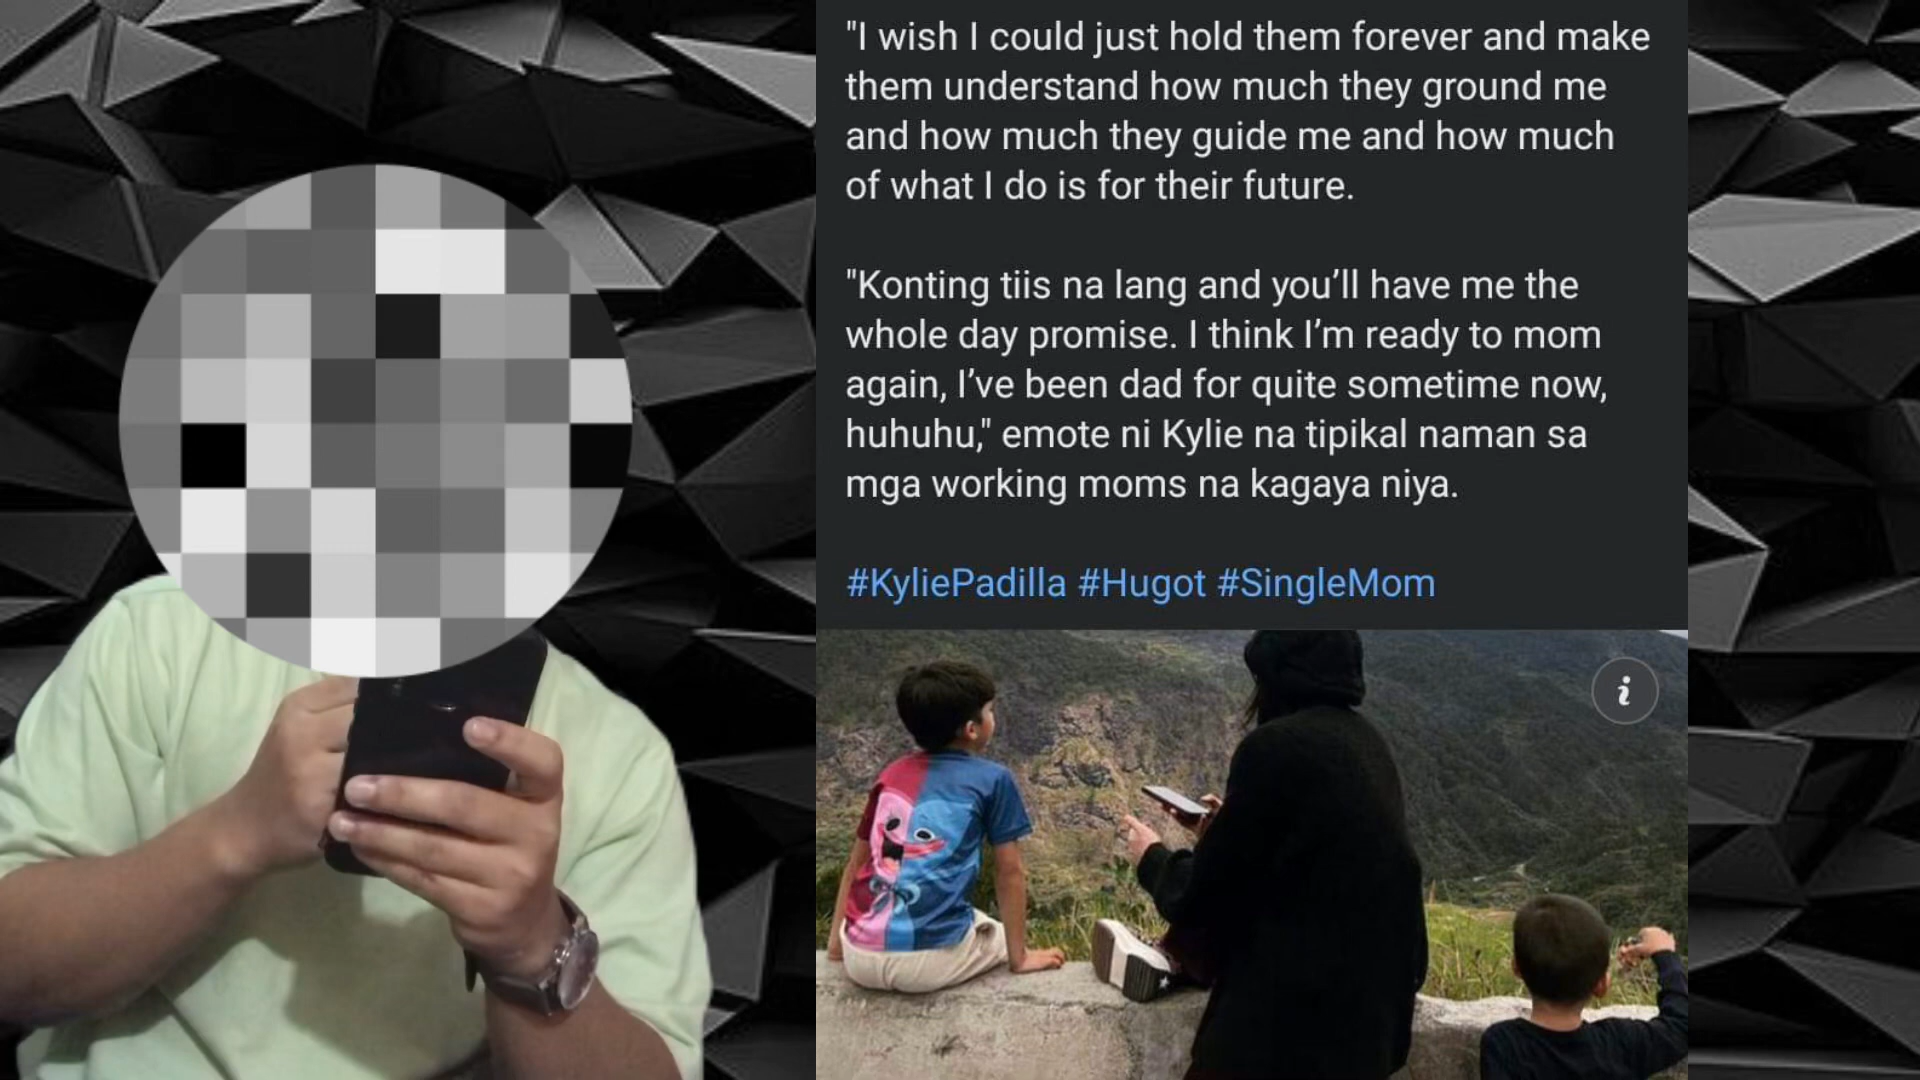 "I wish I could just hold them forever and make
them understand how much they ground me
and how much they guide me and how much
of what I do is for their future.
"Konting tiis na lang and you’ll have me the
whole day promise. I think I’m ready to mom
again, I’ve been dad for quite sometime now,
huhuhu," emote ni Kylie na tipikal naman sa
mga working moms na kagaya niya.
#KyliePadilla #Hugot #SingleMom
i